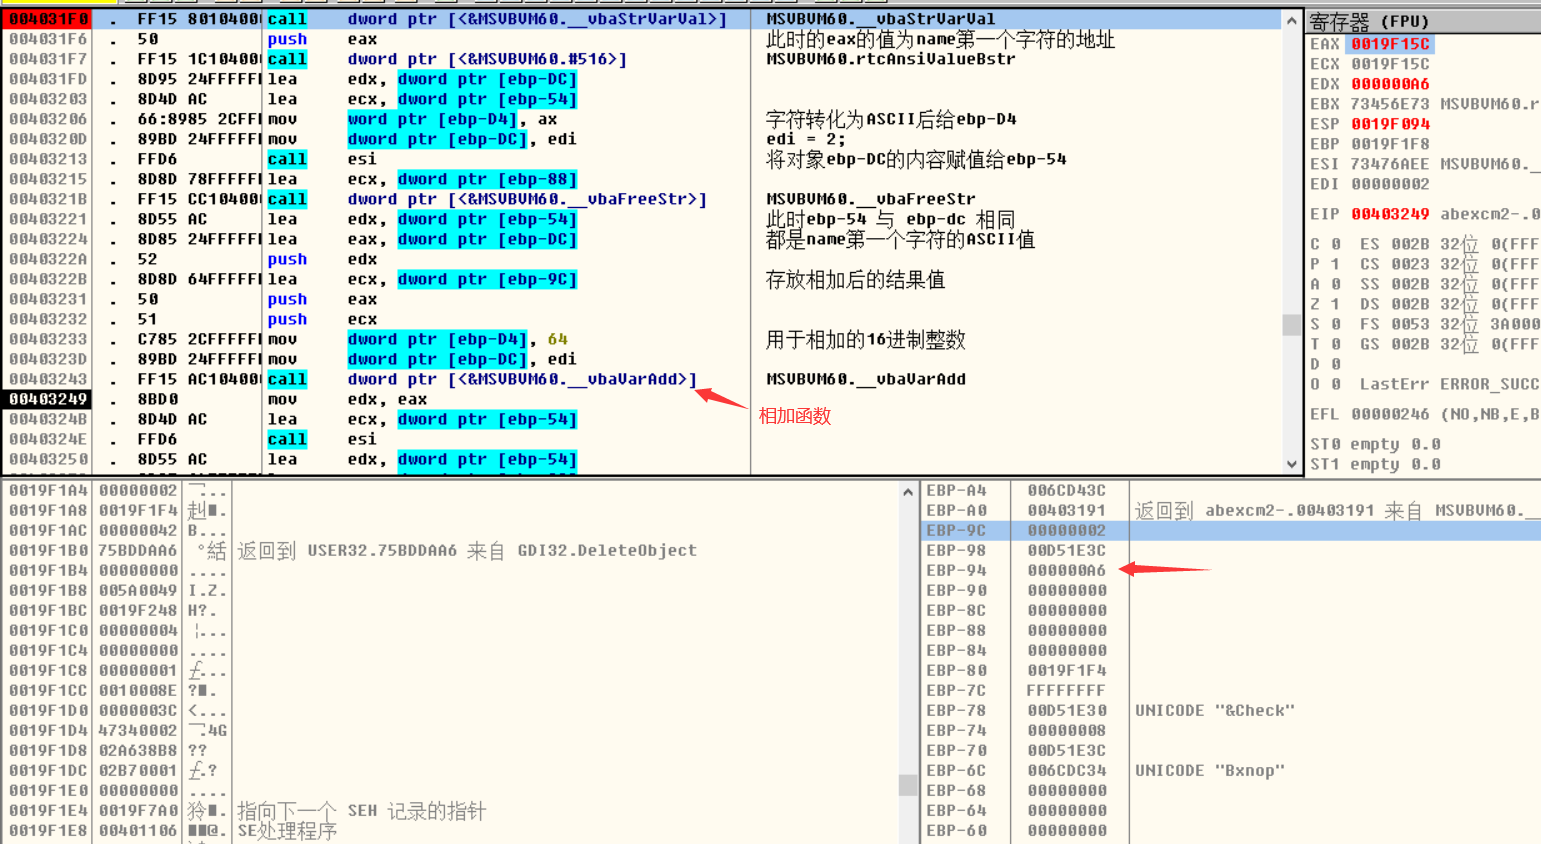 004031F0 . FF15 80104000 call dword ptr [<&MSVBVM60.__vbaStrVarVal>] MSVBVM60.__vbaStrVarVal
004031F6 . 50 push eax 此时的eax的值为name第一个字符的地址
004031F7 . FF15 1C10400 call dword ptr [<&MSVBVM60.#516>] MSVBVM60.rtcAnsiValueBstr
004031FD . 8D95 24FFFFF lea edx, dword ptr [ebp-DC]
00403203 . 8D4D AC lea ecx, dword ptr [ebp-54]
00403206 . 66:8985 2CFF mov word ptr [ebp-D4], ax 字符转化为ASCII后给ebp-D4
0040320D . 89BD 24FFFFF mov dword ptr [ebp-DC], edi edi = 2;
00403213 . FFD6 call esi 将对象ebp-DC的内容赋值给ebp-54
00403215 . 8D8D 78FFFFF lea ecx, dword ptr [ebp-88]
0040321B . FF15 CC10400 call dword ptr [<&MSVBVM60.__vbaFreeStr>] MSVBVM60.__vbaFreeStr
00403221 . 8D55 AC lea edx, dword ptr [ebp-54] 此时ebp-54 与 ebp-dc 相同
00403224 . 8D85 24FFFFF lea eax, dword ptr [ebp-DC] 都是name第一个字符的ASCII值
0040322A . 52 push edx
0040322B . 8D8D 64FFFFF lea ecx, dword ptr [ebp-9C] 存放相加后的结果值
00403231 . 50 push eax
00403232 . 51 push ecx
00403233 . C785 2CFFFFF mov dword ptr [ebp-D4], 64 用于相加的16进制整数
0040323D . 89BD 24FFFFF mov dword ptr [ebp-DC], edi
00403243 . FF15 AC10400 call dword ptr [<&MSVBVM60.__vbaVarAdd>] MSVBVM60.__vbaVarAdd
00403249 . 8BD0 mov edx, eax
相加函数
0040324B . 8D4D AC lea ecx, dword ptr [ebp-54]
0040324E . FFD6 call esi
00403250 . 8D55 AC lea edx, dword ptr [ebp-54]
寄存器 (FPU)
EAX 0019F15C
ECX 0019F15C
EDX 000000A6
EBX 73456E73 MSVBVM60.r
ESP 0019F094
EBP 0019F1F8
ESI 73476AEE MSVBVM60._
EDI 00000002
EIP 00403249 abexcm2-.0
C 0 ES 002B 32位 0(FFF
P 1 CS 0023 32位 0(FFF
A 0 SS 002B 32位 0(FFF
Z 1 DS 002B 32位 0(FFF
S 0 FS 0053 32位 3A000
T 0 GS 002B 32位 0(FFF
D 0
O 0 LastErr ERROR_SUCC
EFL 00000246 (NO,NB,E,B
ST0 empty 0.0
ST1 empty 0.0
0019F1A4 00000002 ...
0019F1A8 0019F1F4
0019F1AC 00000042 B...
0019F1B0 75BDDAA6 返回到 USER32.75BDDAA6 来自 GDI32.DeleteObject
0019F1B4 00000000 ....
0019F1B8 005A0049 I.Z.
0019F1BC 0019F248 H?.
0019F1C0 00000004 ...
0019F1C4 00000000 ....
0019F1C8 00000001 ...
0019F1CC 0010008E ?■.
0019F1D0 0000003C <...
0019F1D4 47340002 .4G
0019F1D8 02A638B8 ??
0019F1DC 02B70001 .?
0019F1E0 00000000 ....
0019F1E4 0019F7A0 指向下一个 SEH 记录的指针
0019F1E8 00401106 ■■@. SE处理程序
EBP-A4 006CD43C
EBP-A0 00403191 返回到 abexcm2-.00403191 来自 MSVBVM60.__
EBP-9C 00000002
EBP-98 00D51E3C
EBP-94 000000A6
EBP-90 00000000
EBP-8C 00000000
EBP-88 00000000
EBP-84 00000000
EBP-80 0019F1F4
EBP-7C FFFFFFFF
EBP-78 00D51E30 UNICODE "&Check"
EBP-74 00000008
EBP-70 00D51E3C
EBP-6C 006CDC34 UNICODE "Bxnop"
EBP-68 00000000
EBP-64 00000000
EBP-60 00000000